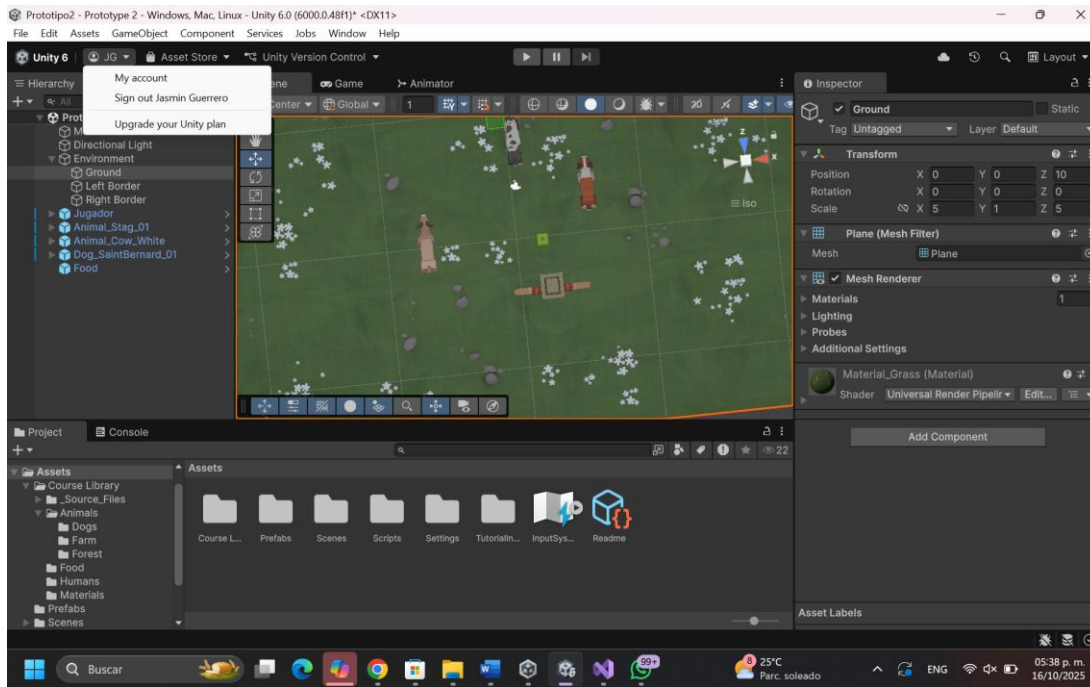 Prototipo2 - Prototype 2 - Windows, Mac, Linux - Unity 6.0 (6000.0.48f1)* <DX11>
File Edit Assets GameObject Component Services Jobs Window Help
Unity 6 JG Asset Store Unity Version Control Layout
My account
Sign out Jasmin Guerrero
Upgrade your Unity plan
Hierarchy
All
Directional Light
Environment
Ground
Left Border
Right Border
Jugador
Animal_Stag_01
Animal_Cow_White
Dog_SaintBernard_01
Food
Game Animator
Center Global 1 2D
z
x
Iso
Inspector
Ground Static
Tag Untagged Layer Default
Transform
Position X 0 Y 0 Z 10
Rotation X 0 Y 0 Z 0
Scale X 5 Y 1 Z 5
Plane (Mesh Filter)
Mesh Plane
Mesh Renderer
Materials 1
Lighting
Probes
Additional Settings
Material_Grass (Material)
Shader Universal Render Pipelir Edit...
Add Component
Asset Labels
Project Console
22
Assets
Course Library
_Source_Files
Animals
Dogs
Farm
Forest
Food
Humans
Materials
Prefabs
Scenes
Assets
Course L... Prefabs Scenes Scripts Settings TutorialIn... InputSys... Readme
Buscar
99+
8
25°C
Parc. soleado
ENG
05:38 p. m.
16/10/2025